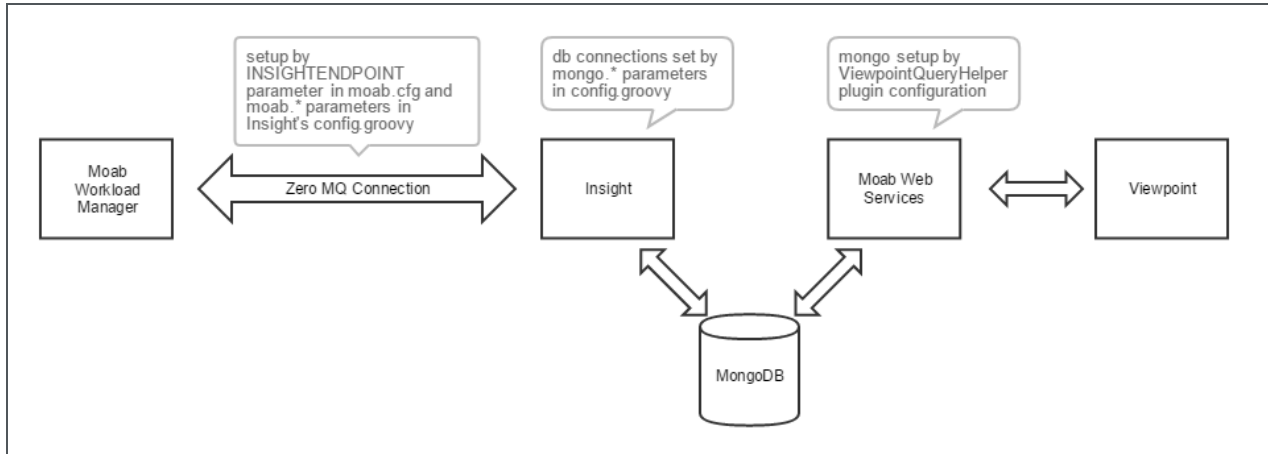 setup by
INSIGHTENDPOINT
parameter in moab.cfg and
moab.* parameters in
Insight's config.groovy
db connections set by
mongo.* parameters
in config.groovy
mongo setup by
ViewpointQueryHelper
plugin configuration
Moab
Workload
Manager
Zero MQ Connection
Insight
Moab Web
Services
Viewpoint
MongoDB